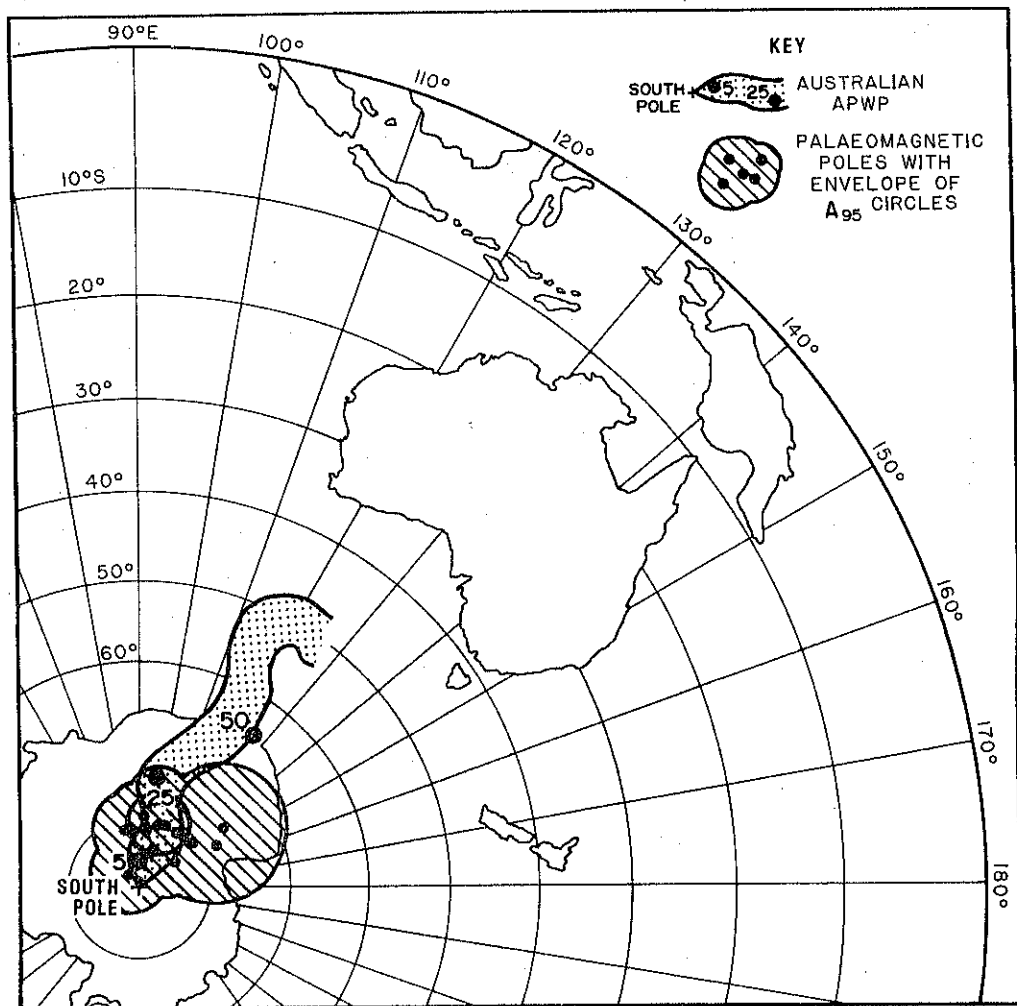 90°E
100°
110°
120°
130°
140°
150°
160°
170°
180°
10°S
20°
30°
40°
50°
60°
KEY
SOUTH
POLE
5 25
AUSTRALIAN
APWP
PALAEOMAGNETIC
POLES WITH
ENVELOPE OF
A95 CIRCLES
50
25
5
SOUTH
POLE